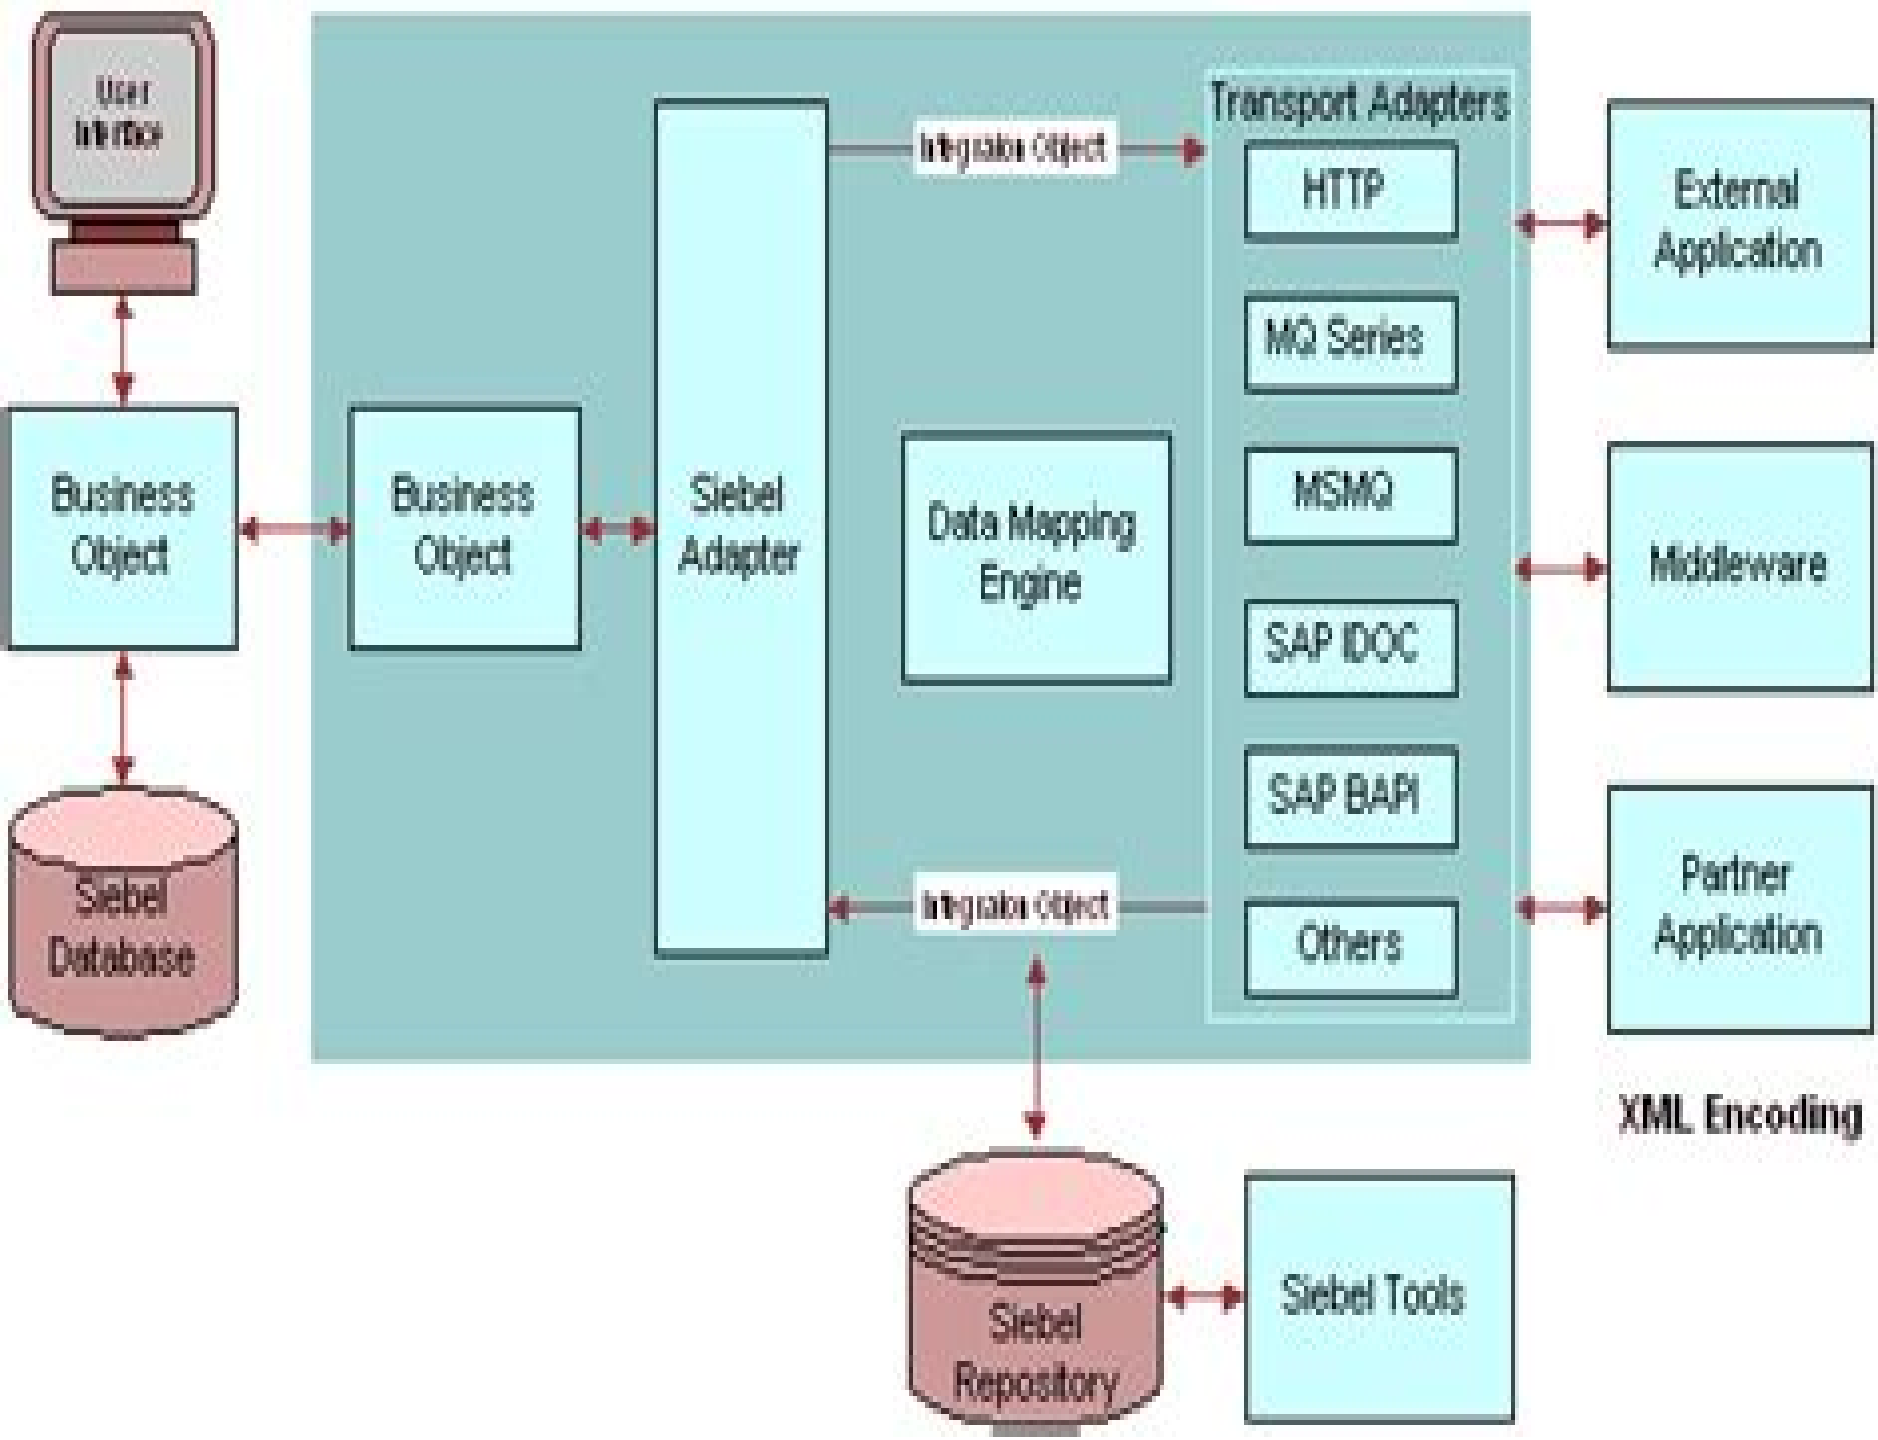 User
Interface
Transport Adapters
Integration Object
HTTP
External
Application
MQ Series
Business
Object
Business
Object
Siebel
Adapter
Data Mapping
Engine
MSMQ
Middleware
SAP IDOC
SAP BAPI
Siebel
Database
Integration Object
Others
Partner
Application
XML Encoding
Siebel
Repository
Siebel Tools